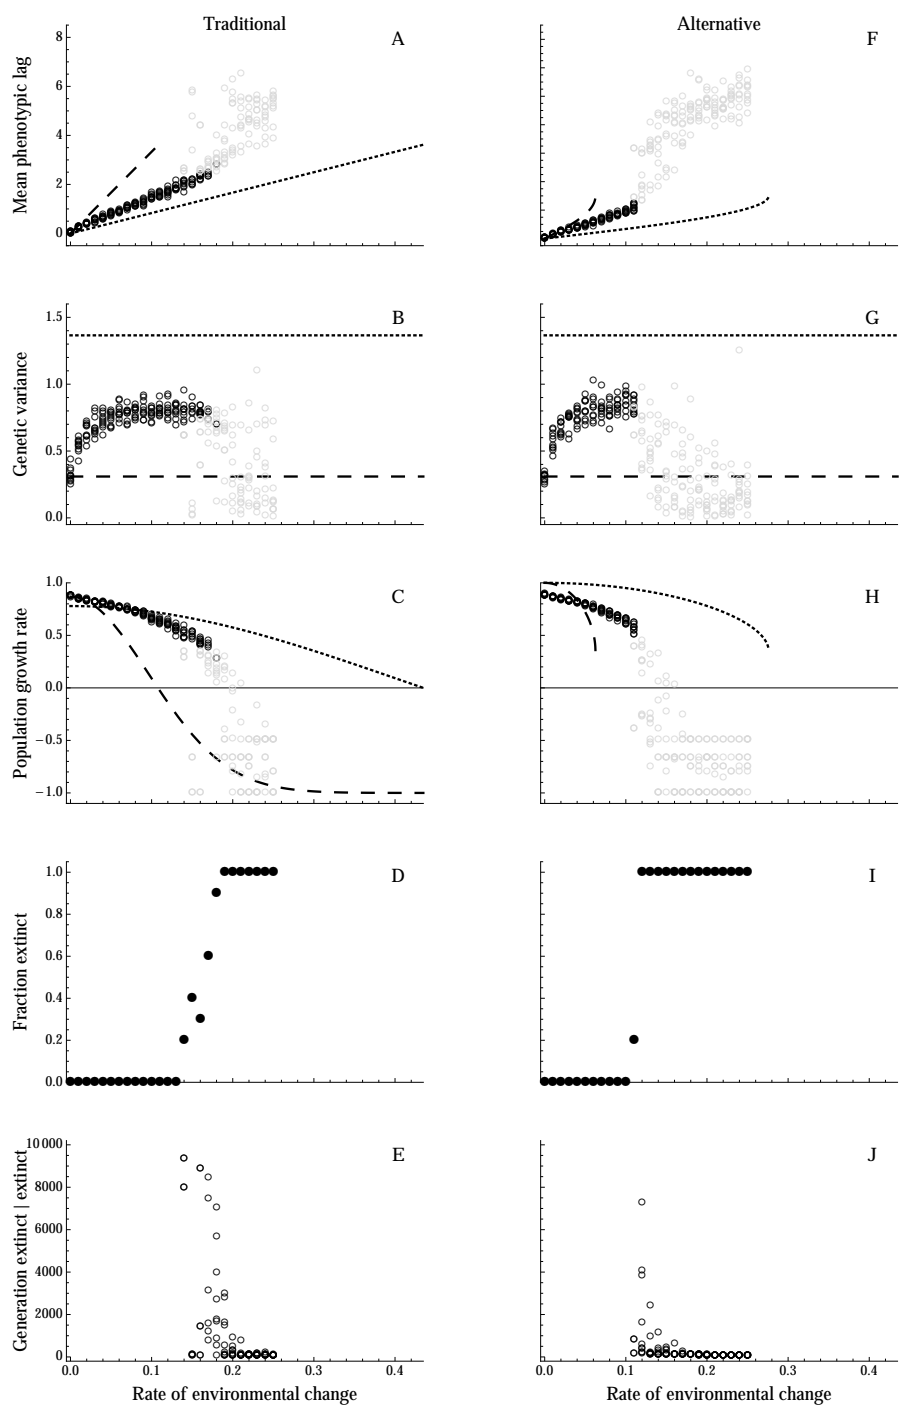 Traditional
Alternative
A
F
Mean phenotypic lag
8
6
4
2
0
B
G
Genetic variance
1.5
1.0
0.5
0.0
C
H
Population growth rate
1.0
0.5
0.0
−0.5
−1.0
D
I
Fraction extinct
1.0
0.8
0.6
0.4
0.2
0.0
E
J
Generation extinct | extinct
10000
8000
6000
4000
2000
0
0.0 0.1 0.2 0.3 0.4
0.0 0.1 0.2 0.3 0.4
Rate of environmental change
Rate of environmental change